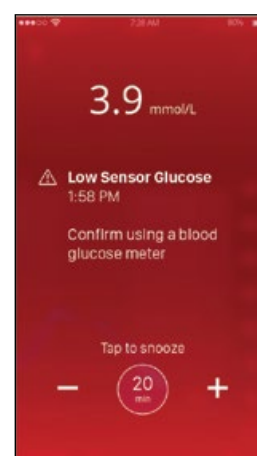 7:28 AM
80%
3.9 mmol/L
Low Sensor Glucose
1:58 PM
Confirm using a blood
glucose meter
Tap to snooze
− 20 +
min